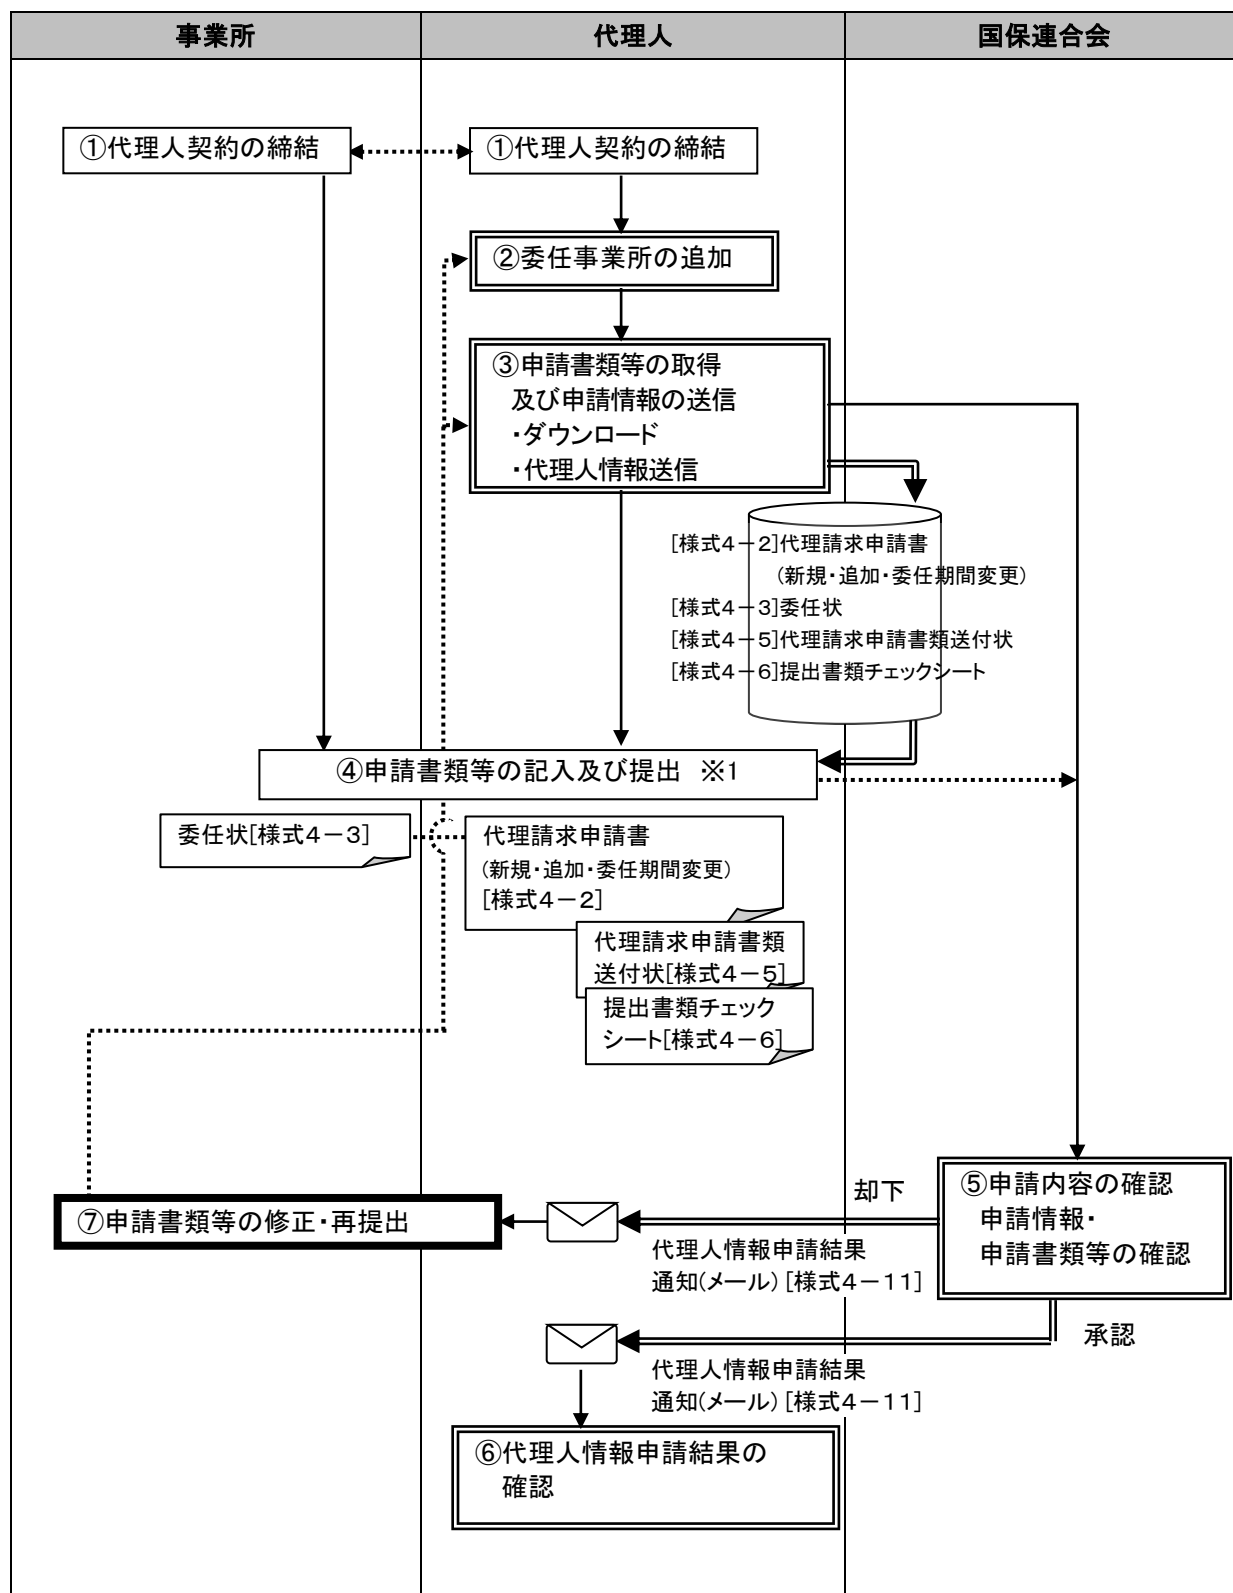 事業所
代理人
国保連合会
①代理人契約の締結
①代理人契約の締結
②委任事業所の追加
③申請書類等の取得
及び申請情報の送信
・ダウンロード
・代理人情報送信
[様式4-2]代理請求申請書
(新規・追加・委任期間変更)
[様式4-3]委任状
[様式4-5]代理請求申請書類送付状
[様式4-6]提出書類チェックシート
④申請書類等の記入及び提出 ※1
委任状[様式4-3]
代理請求申請書
(新規・追加・委任期間変更)
[様式4-2]
代理請求申請書類
送付状[様式4-5]
提出書類チェック
シート[様式4-6]
⑤申請内容の確認
申請情報・
申請書類等の確認
却下
⑦申請書類等の修正・再提出
代理人情報申請結果
通知(メール)[様式4-11]
承認
代理人情報申請結果
通知(メール)[様式4-11]
⑥代理人情報申請結果の
確認